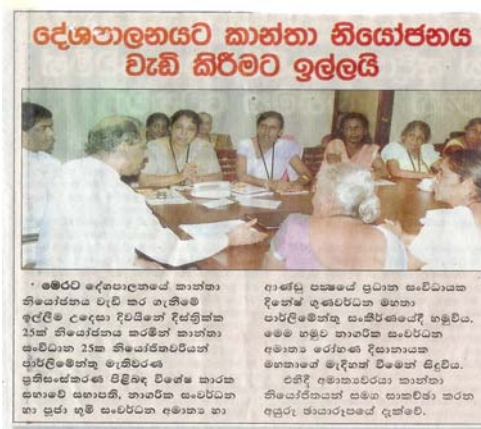 දේශපාලනයට කාන්තා නියෝජනය
වැඩි කිරීමට ඉල්ලයි
මෙරට දේශපාලනයේ කාන්තා
නියෝජනය වැඩි කර ගැනීමේ
ඉල්ලීම උදෙසා දිවයිනේ දිස්ත්‍රික්ක
25ක් නියෝජනය කරමින් කාන්තා
සංවිධාන 25ක නියෝජිතවරියන්
පාර්ලිමේන්තු මැතිවරණ
ප්‍රතිසංස්කරණ පිළිබඳ විශේෂ කාරක
සභාවේ සභාපති, නාගරික සංවර්ධන
හා පූජා භූමි සංවර්ධන අමාත්‍ය හා
ආණ්ඩු පක්‍ෂයේ ප්‍රධාන සංවිධායක
දිනේෂ් ගුණවර්ධන මහතා
පාර්ලිමේන්තු සංකීර්ණයේදී හමුවිය.
මෙම හමුව නාගරික සංවර්ධන
අමාත්‍ය රෝහණ දිසානායක
මහතාගේ මැදිහත් වීමෙන් සිදුවිය.
එහිදී අමාත්‍යවරයා කාන්තා
නියෝජිතයන් සමග සාකච්ඡා කරන
අයුරු ඡායාරූපයේ දැක්වේ.